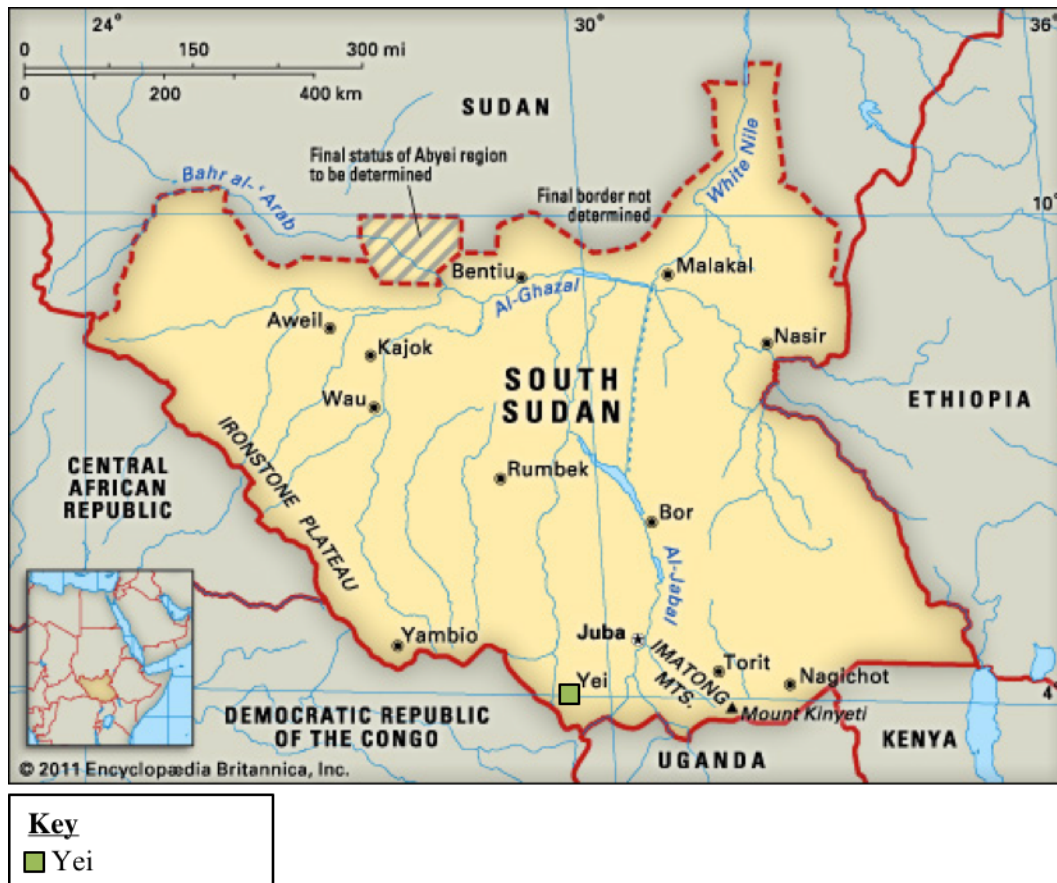 24°
30°
36°
0 150 300 mi
0 200 400 km
SUDAN
Final status of Abyei region
to be determined
Bahr al-'Arab
Final border not
determined
White Nile
10°
Bentiu
Malakal
Al-Ghazal
Aweil
Kajok
Nasir
Wau
SOUTH
SUDAN
ETHIOPIA
CENTRAL
AFRICAN
REPUBLIC
IRONSTONE PLATEAU
Rumbek
Bor
Al-Jabal
Yambio
Juba
IMATONG
MTS.
Torit
Nagichot
Yei
4°
Mount Kinyeti
DEMOCRATIC REPUBLIC
OF THE CONGO
UGANDA
KENYA
© 2011 Encyclopædia Britannica, Inc.
Key
Yei